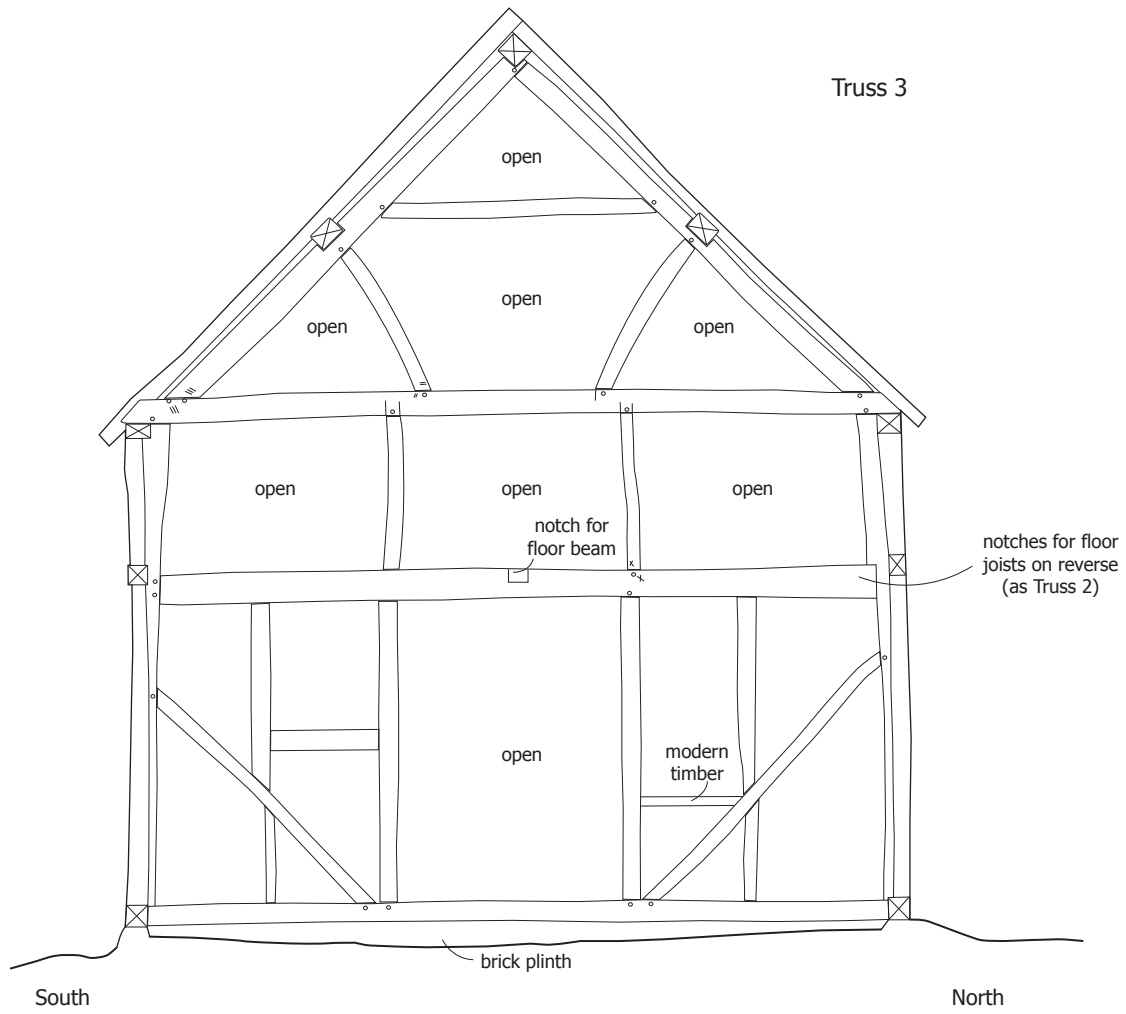 Truss 3
open
open
open
open
open
open
open
notch for
floor beam
notches for floor
joists on reverse
(as Truss 2)
open
modern
timber
brick plinth
South
North